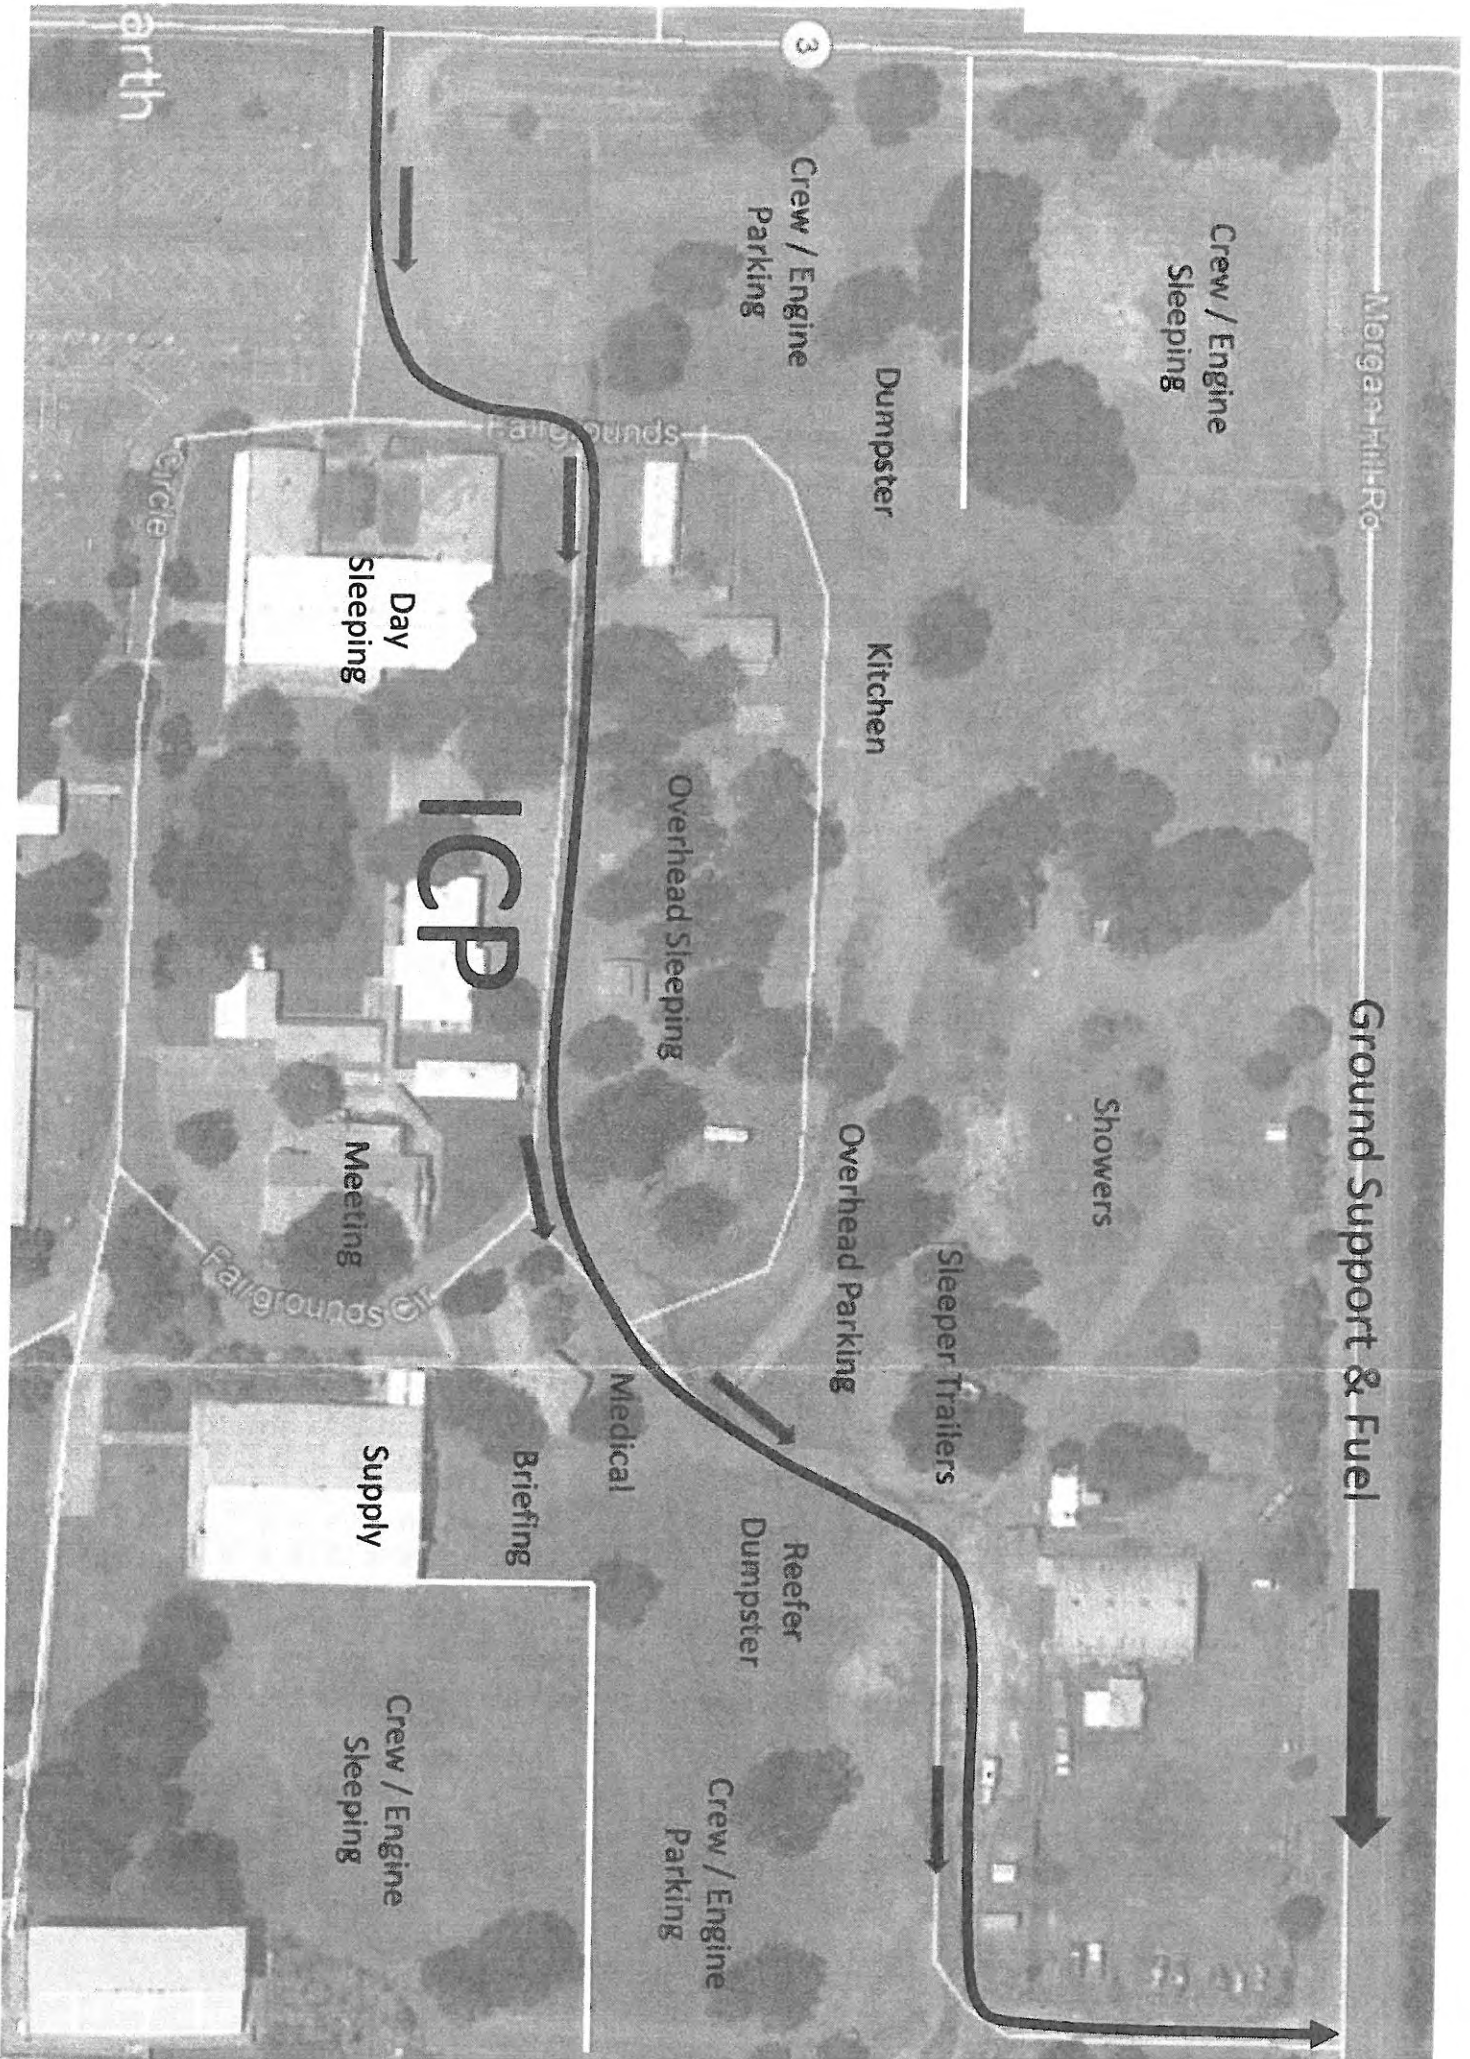 Morgan Hill Rd
Ground Support & Fuel
Crew / Engine
Sleeping
Showers
Sleeper Trailers
3
Crew / Engine
Parking
Dumpster
Kitchen
Overhead Parking
Reefer
Dumpster
Overhead Sleeping
Crew / Engine
Parking
Fairgrounds
Medical
Briefing
ICP
Day
Sleeping
Meeting
Supply
Crew / Engine
Sleeping
Fairgrounds Cir
Circle
arth